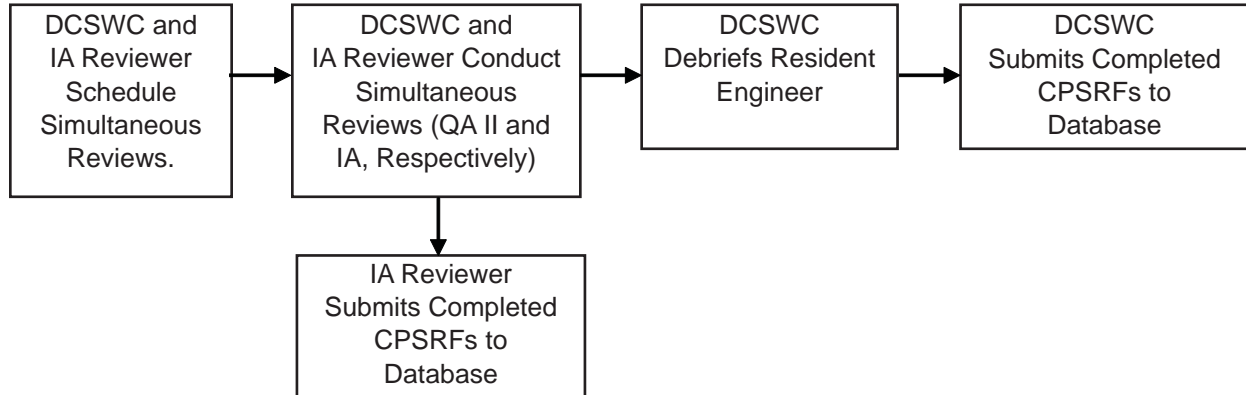 DCSWC and
IA Reviewer
Schedule
Simultaneous
Reviews.
DCSWC and
IA Reviewer Conduct
Simultaneous
Reviews (QA II and
IA, Respectively)
DCSWC
Debriefs Resident
Engineer
DCSWC
Submits Completed
CPSRFs to
Database
IA Reviewer
Submits Completed
CPSRFs to
Database